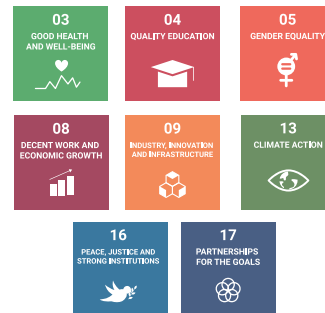 03
GOOD HEALTH
AND WELL-BEING
04
QUALITY EDUCATION
05
GENDER EQUALITY
08
DECENT WORK AND
ECONOMIC GROWTH
09
INDUSTRY, INNOVATION
AND INFRASTRUCTURE
13
CLIMATE ACTION
16
PEACE, JUSTICE AND
STRONG INSTITUTIONS
17
PARTNERSHIPS
FOR THE GOALS